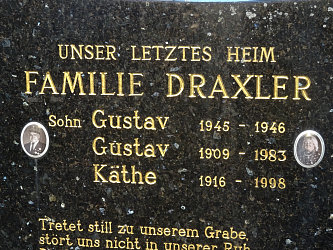 UNSER LETZTES HEIM
FAMILIE DRAXLER
Sohn Gustav 1945 - 1946
Gustav 1909 - 1983
Käthe 1916 - 1998
Tretet still zu unserem Grabe,
stört uns nicht in unserer Ruh